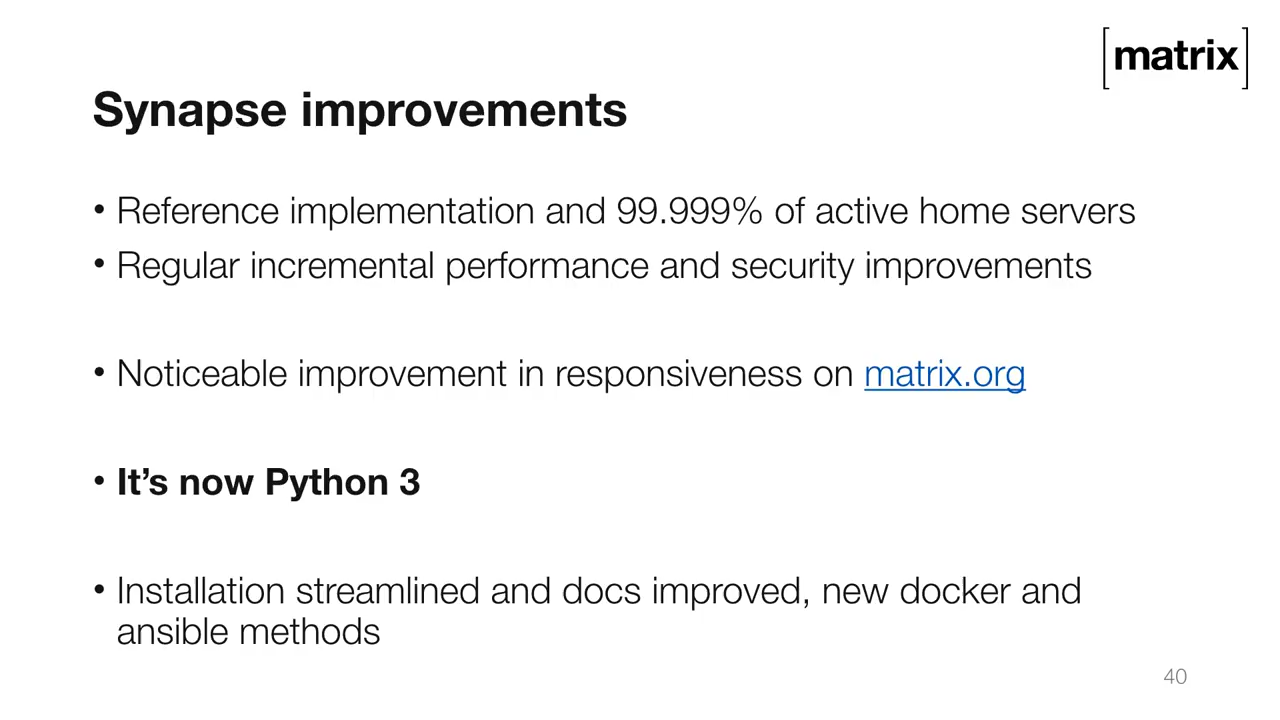 [matrix]
Synapse improvements
• Reference implementation and 99.999% of active home servers
• Regular incremental performance and security improvements
• Noticeable improvement in responsiveness on matrix.org
• It’s now Python 3
• Installation streamlined and docs improved, new docker and
ansible methods
40